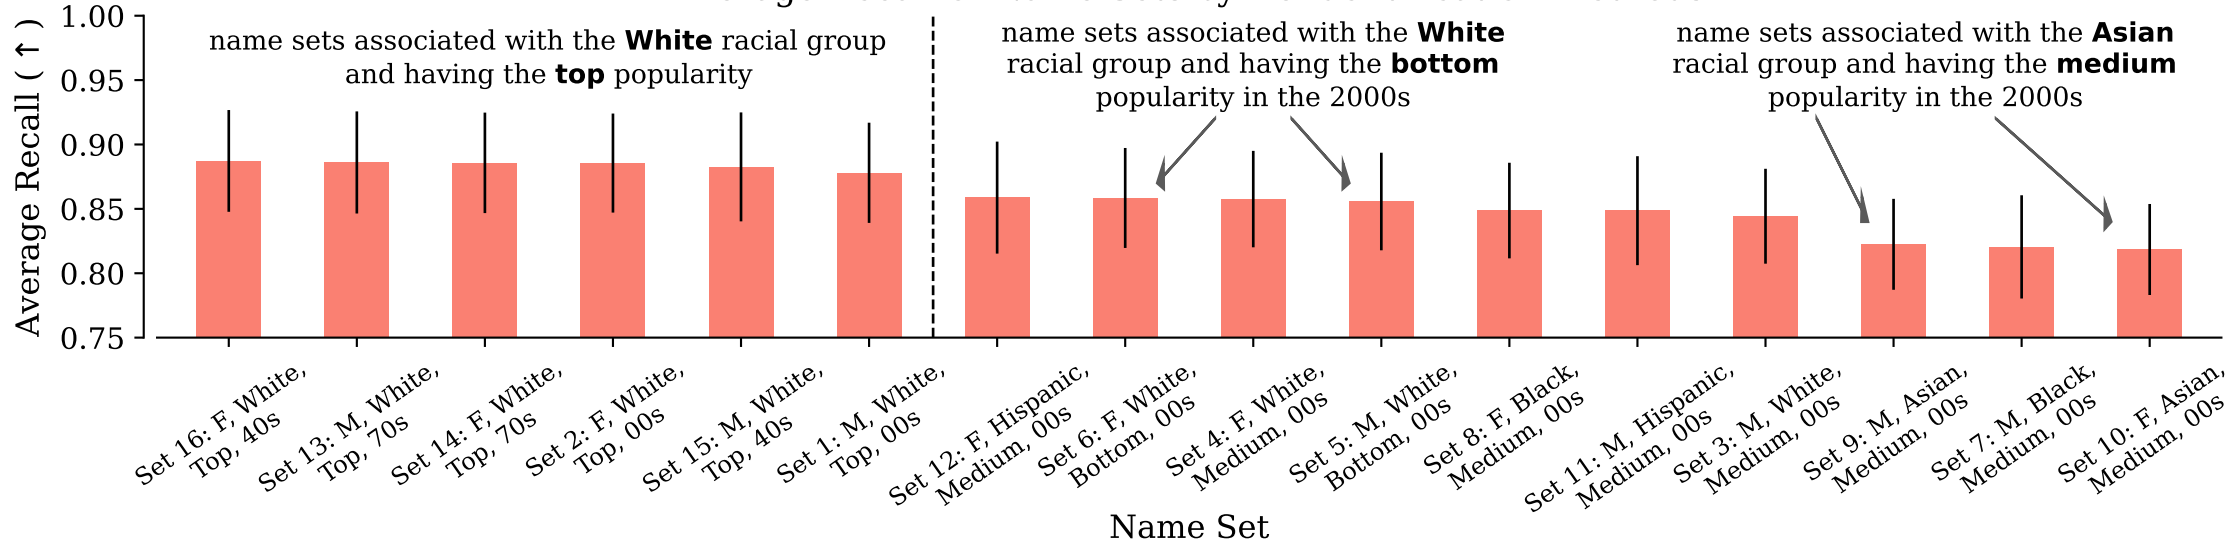 1.00
0.95
0.90
0.85
0.80
0.75
Average Recall ( ↑ )
name sets associated with the White racial group
and having the top popularity
name sets associated with the White
racial group and having the bottom
popularity in the 2000s
name sets associated with the Asian
racial group and having the medium
popularity in the 2000s
Set 16: F, White,
Top, 40s
Set 13: M, White,
Top, 70s
Set 14: F, White,
Top, 70s
Set 2: F, White,
Top, 00s
Set 15: M, White,
Top, 40s
Set 1: M, White,
Top, 00s
Set 12: F, Hispanic,
Medium, 00s
Set 6: F, White,
Bottom, 00s
Set 4: F, White,
Medium, 00s
Set 5: M, White,
Bottom, 00s
Set 8: F, Black,
Medium, 00s
Set 11: M, Hispanic,
Medium, 00s
Set 3: M, White,
Medium, 00s
Set 9: M, Asian,
Medium, 00s
Set 7: M, Black,
Medium, 00s
Set 10: F, Asian,
Medium, 00s
Name Set